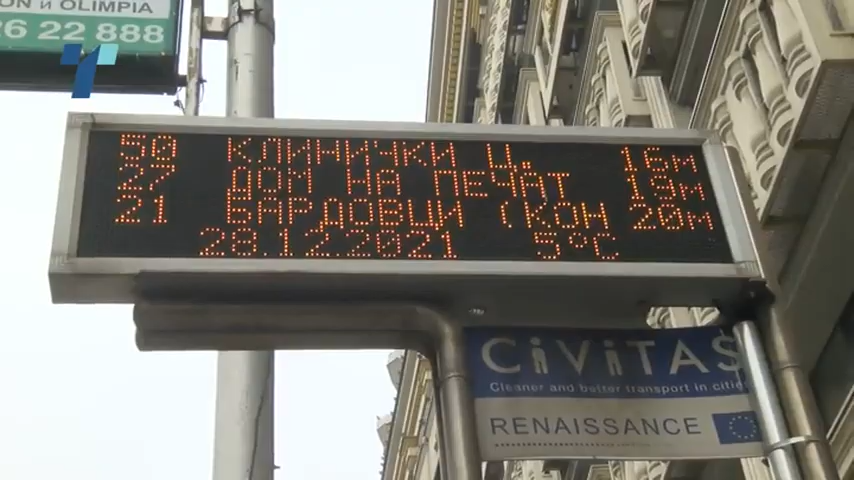 ON и OLIMPIA
26 22 888
50 КЛИНИЧКИ Ц. 16м
27 ДОМ НА ПЕЧАТ 19м
21 БАРДОВЦИ (КОН 20м
28.12.2021 5°C
CIVITAS
Cleaner and better transport in cities
RENAISSANCE